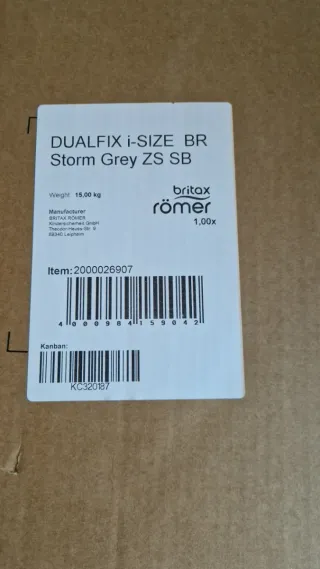 DUALFIX i-SIZE BR
Storm Grey ZS SB
Weight 15,00 kg
britax
römer
1,00x
Manufacturer
BRITAX RÖMER
Kindersicherheit GmbH
Theodor-Heuss-Str. 9
89340 Leipheim
Item:2000026907
4 000984 159042
Kanban:
KC320187